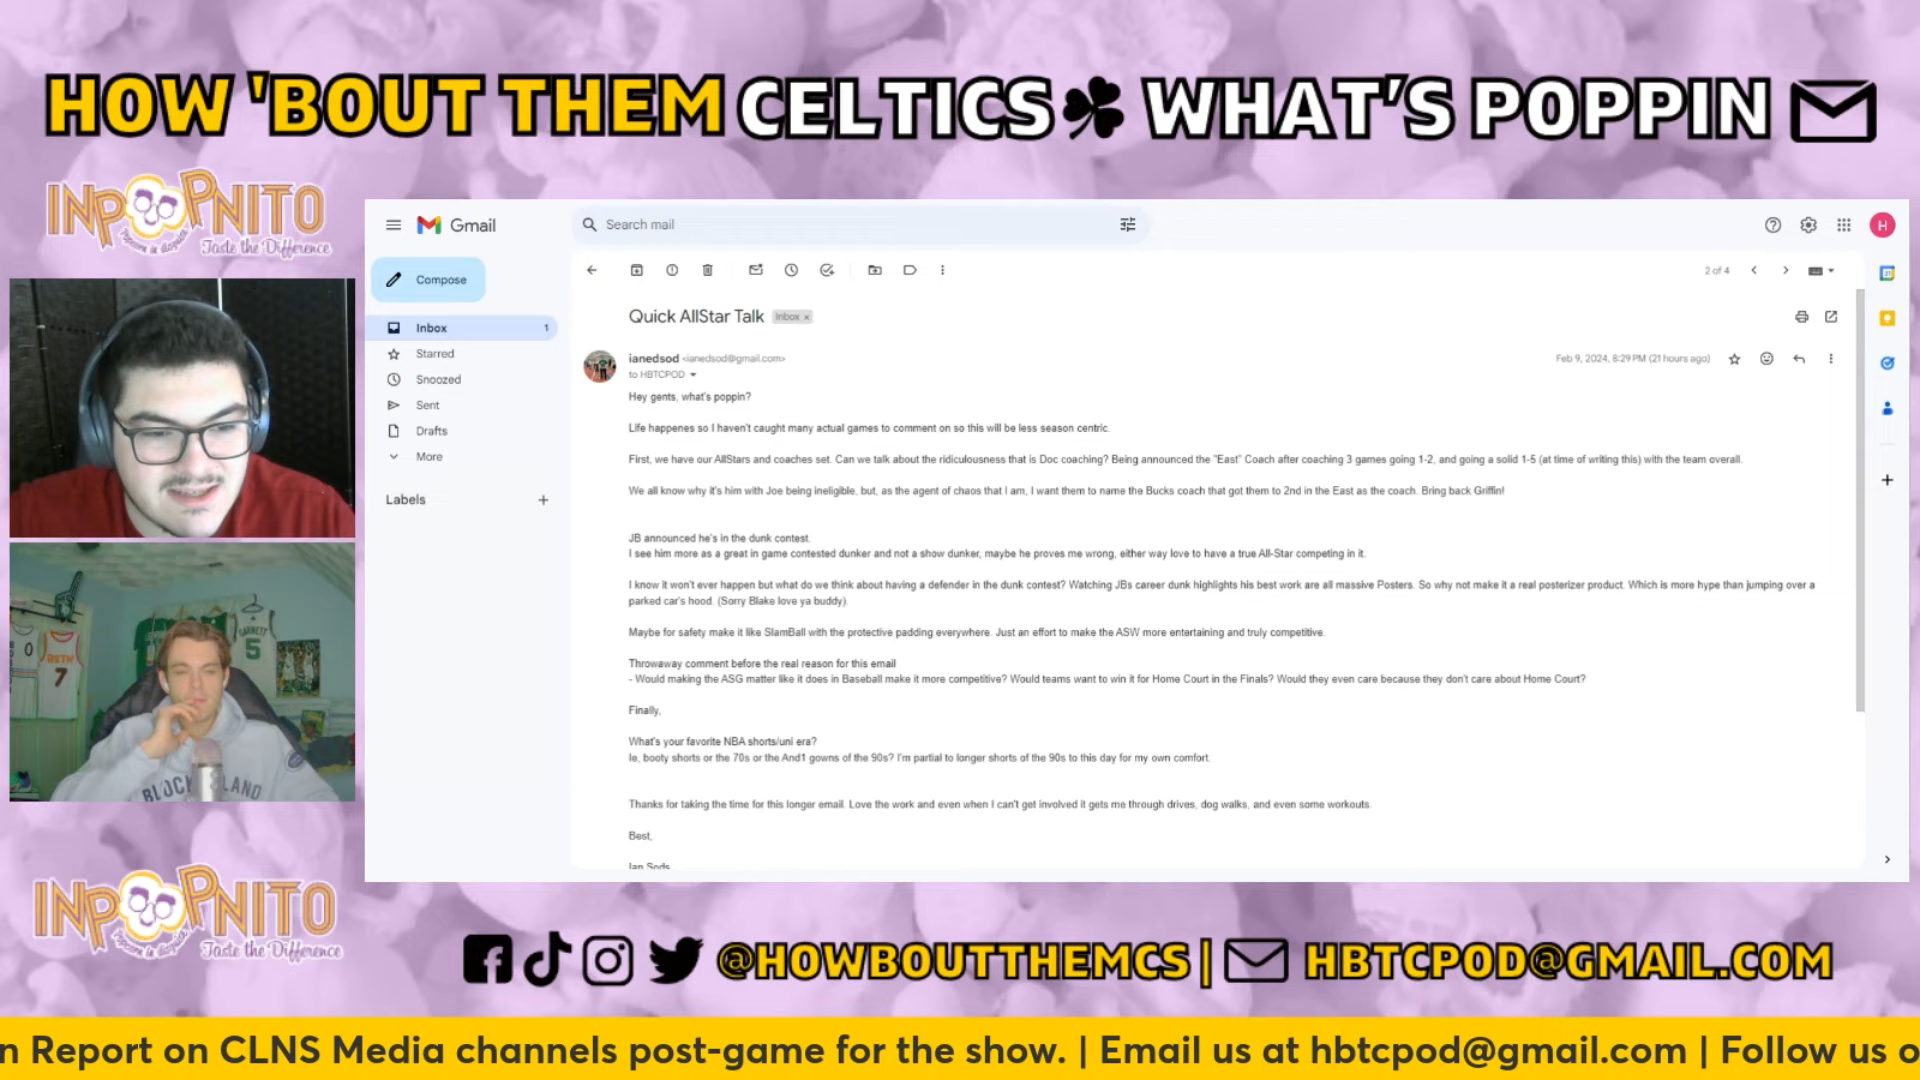 HOW 'BOUT THEM CELTICS WHAT'S POPPIN
INPOPNITO
Taste the Difference
Gmail
Search mail
H
Compose
2 of 4
Inbox 1
Starred
Snoozed
Sent
Drafts
More
Labels
Quick AllStar Talk Inbox x
ianedsod <ianedsod@gmail.com>
Feb 9, 2024, 8:29 PM (21 hours ago)
to HBTCPOD
Hey gents, what's poppin?
Life happenes so I haven't caught many actual games to comment on so this will be less season centric.
First, we have our AllStars and coaches set. Can we talk about the ridiculousness that is Doc coaching? Being announced the "East" Coach after coaching 3 games going 1-2, and going a solid 1-5 (at time of writing this) with the team overall.
We all know why it's him with Joe being ineligible, but, as the agent of chaos that I am, I want them to name the Bucks coach that got them to 2nd in the East as the coach. Bring back Griffin!
JB announced he's in the dunk contest.
I see him more as a great in game contested dunker and not a show dunker, maybe he proves me wrong, either way love to have a true All-Star competing in it.
I know it won't ever happen but what do we think about having a defender in the dunk contest? Watching JBs career dunk highlights his best work are all massive Posters. So why not make it a real posterizer product. Which is more hype than jumping over a
parked car's hood. (Sorry Blake love ya buddy).
Maybe for safety make it like SlamBall with the protective padding everywhere. Just an effort to make the ASW more entertaining and truly competitive.
Throwaway comment before the real reason for this email
- Would making the ASG matter like it does in Baseball make it more competitive? Would teams want to win it for Home Court in the Finals? Would they even care because they don't care about Home Court?
Finally,
What's your favorite NBA shorts/uni era?
Ie, booty shorts or the 70s or the And1 gowns of the 90s? I'm partial to longer shorts of the 90s to this day for my own comfort.
Thanks for taking the time for this longer email. Love the work and even when I can't get involved it gets me through drives, dog walks, and even some workouts.
Best,
Ian Sods
0
7
GARNETT
5
BLOCK ISLAND
INPOPNITO
Taste the Difference
@HOWBOUTTHEMCS | HBTCPOD@GMAIL.COM
n Report on CLNS Media channels post-game for the show. | Email us at hbtcpod@gmail.com | Follow us o